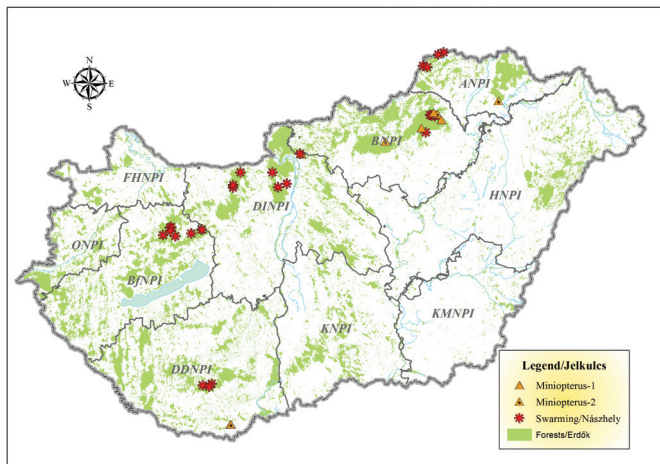 N
W E
S
ANPI
BNPI
FHNPI
DINPI
HNPI
ONPI
BfNPI
KNPI
KMNPI
DDNPI
Legend/Jelkulcs
Miniopterus-1
Miniopterus-2
Swarming/Nászhely
Forests/Erdők